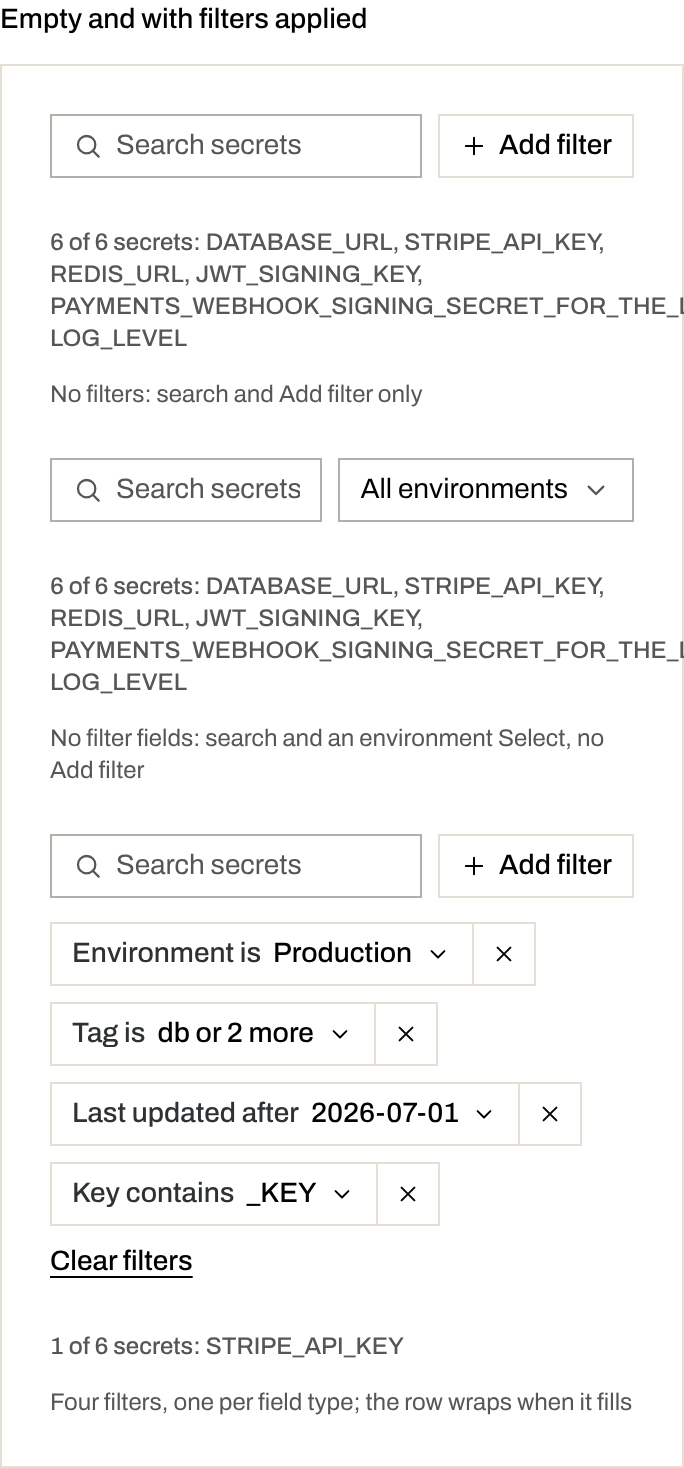 Empty and with filters applied
Search secrets
Add filter
6 of 6 secrets: DATABASE_URL, STRIPE_API_KEY,
REDIS_URL, JWT_SIGNING_KEY,
PAYMENTS_WEBHOOK_SIGNING_SECRET_FOR_THE_
LOG_LEVEL
No filters: search and Add filter only
Search secrets
All environments
6 of 6 secrets: DATABASE_URL, STRIPE_API_KEY,
REDIS_URL, JWT_SIGNING_KEY,
PAYMENTS_WEBHOOK_SIGNING_SECRET_FOR_THE_
LOG_LEVEL
No filter fields: search and an environment Select, no
Add filter
Search secrets
Add filter
Environment is Production
Tag is db or 2 more
Last updated after 2026-07-01
Key contains _KEY
Clear filters
1 of 6 secrets: STRIPE_API_KEY
Four filters, one per field type; the row wraps when it fills